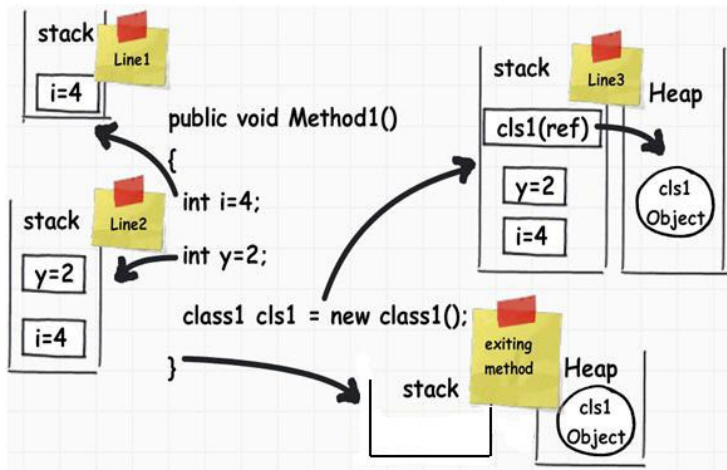 stack
Line1
i=4
public void Method1()
{
int i=4;
int y=2;
class1 cls1 = new class1();
}
stack
Line2
y=2
i=4
stack
Line3
Heap
cls1(ref)
y=2
i=4
cls1
Object
exiting
method
stack
Heap
cls1
Object